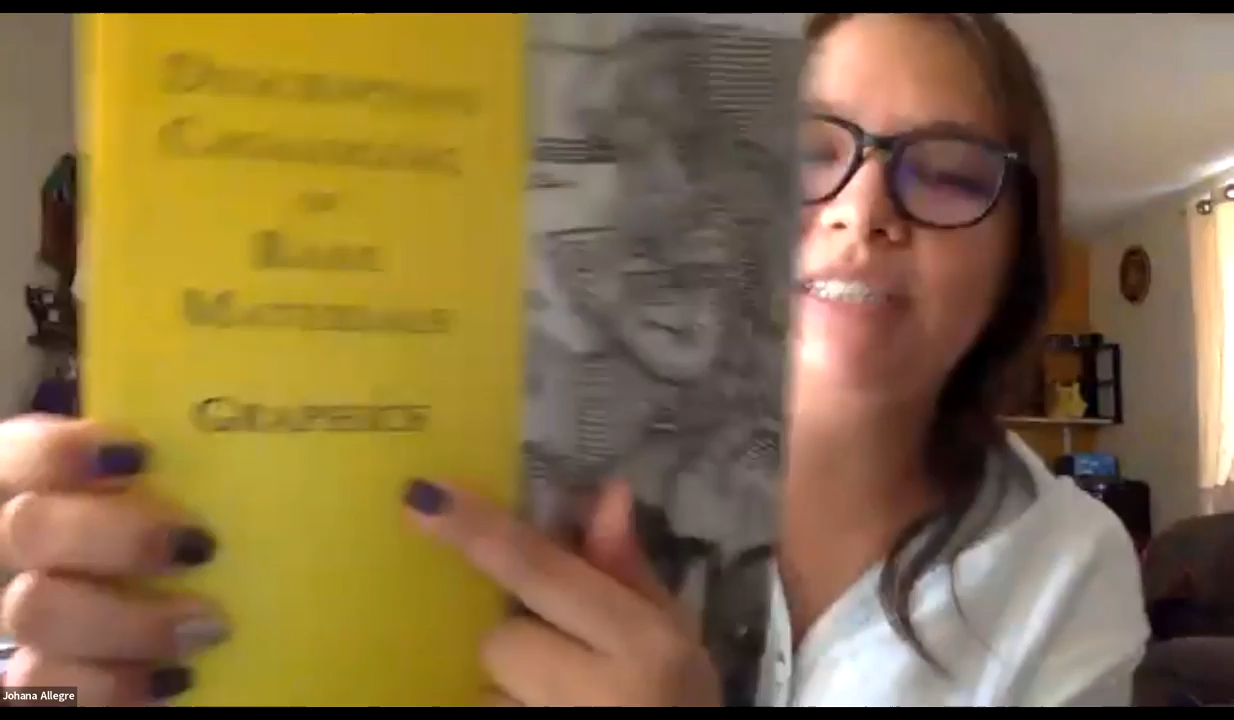 DESCRIPTIVE
CATALOGING
OF
RARE
MATERIALS
GRAPHICS
Johana Allegre